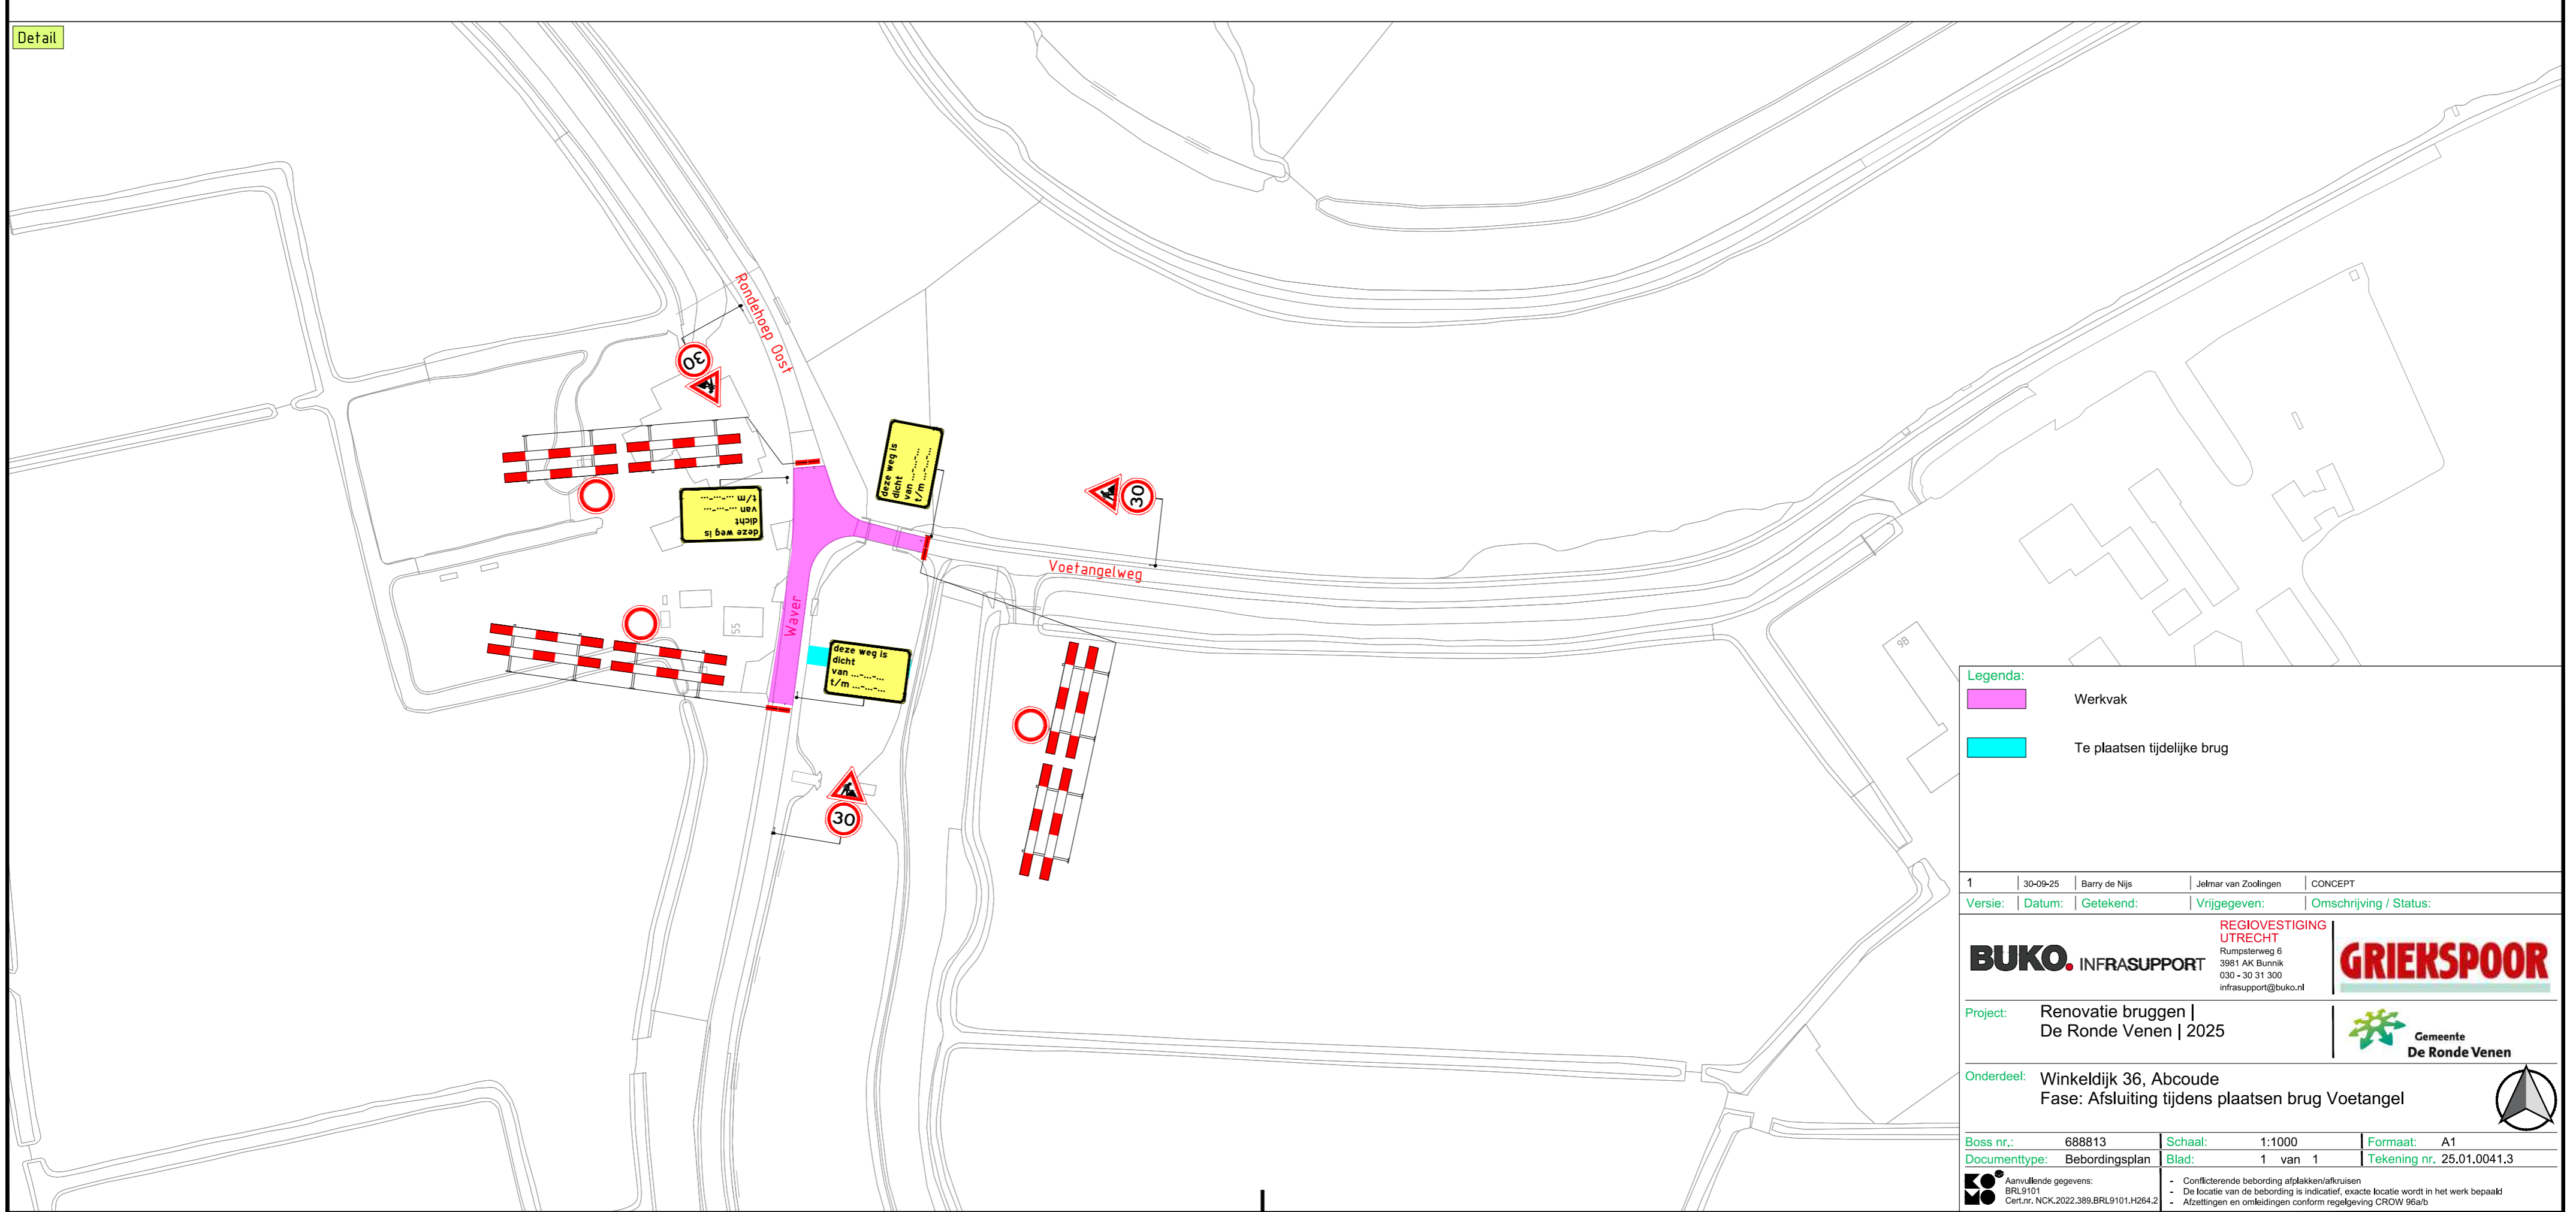 Detail
Rondehoep Oost
30
deze weg is
dicht
van ...-...-...
t/m ...-...-...
deze weg is
dicht
van ...-...-...
t/m ...-...-...
30
Voetangelweg
Waver
55
deze weg is
dicht
van ...-...-...
t/m ...-...-...
30
9B
Legenda:
Werkvak
Te plaatsen tijdelijke brug
1 30-09-25 Barry de Nijs Jelmar van Zoolingen CONCEPT
Versie: Datum: Getekend: Vrijgegeven: Omschrijving / Status:
BUKO. INFRASUPPORT
REGIOVESTIGING
UTRECHT
Rumpsterweg 6
3981 AK Bunnik
030 - 30 31 300
infrasupport@buko.nl
GRIEKSPOOR
Project: Renovatie bruggen |
De Ronde Venen | 2025
Gemeente
De Ronde Venen
Onderdeel: Winkeldijk 36, Abcoude
Fase: Afsluiting tijdens plaatsen brug Voetangel
Boss nr.: 688813 Schaal: 1:1000 Formaat: A1
Documenttype: Bebordingsplan Blad: 1 van 1 Tekening nr. 25.01.0041.3
KOMO
Aanvullende gegevens:
BRL9101
Cert.nr. NCK.2022.389.BRL9101.H264.2
- Conflicterende bebording afplakken/afkruisen
- De locatie van de bebording is indicatief, exacte locatie wordt in het werk bepaald
- Afzettingen en omleidingen conform regelgeving CROW 96a/b